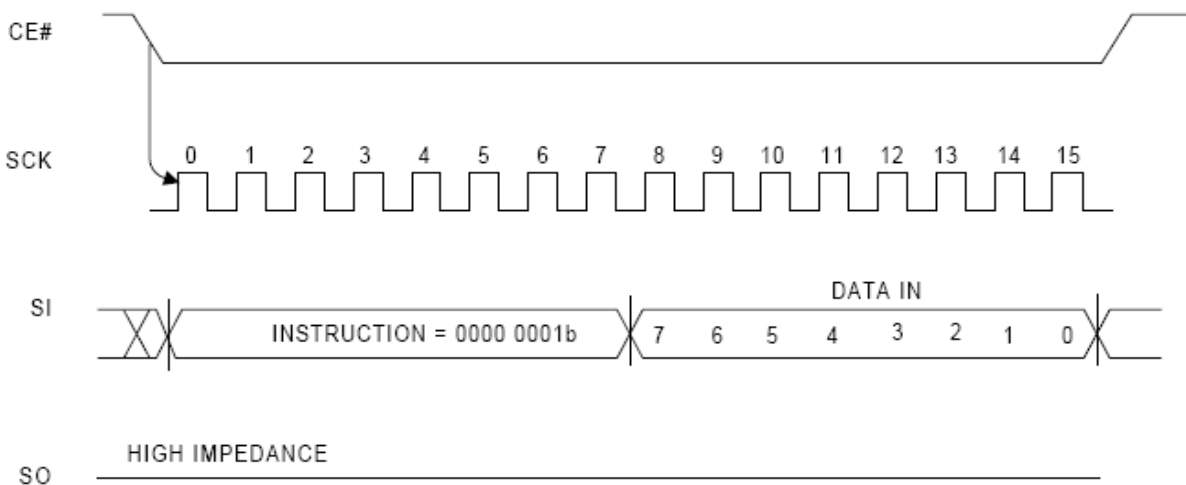 CE#
SCK
0 1 2 3 4 5 6 7 8 9 10 11 12 13 14 15
DATA IN
SI
INSTRUCTION = 0000 0001b 7 6 5 4 3 2 1 0
HIGH IMPEDANCE
SO